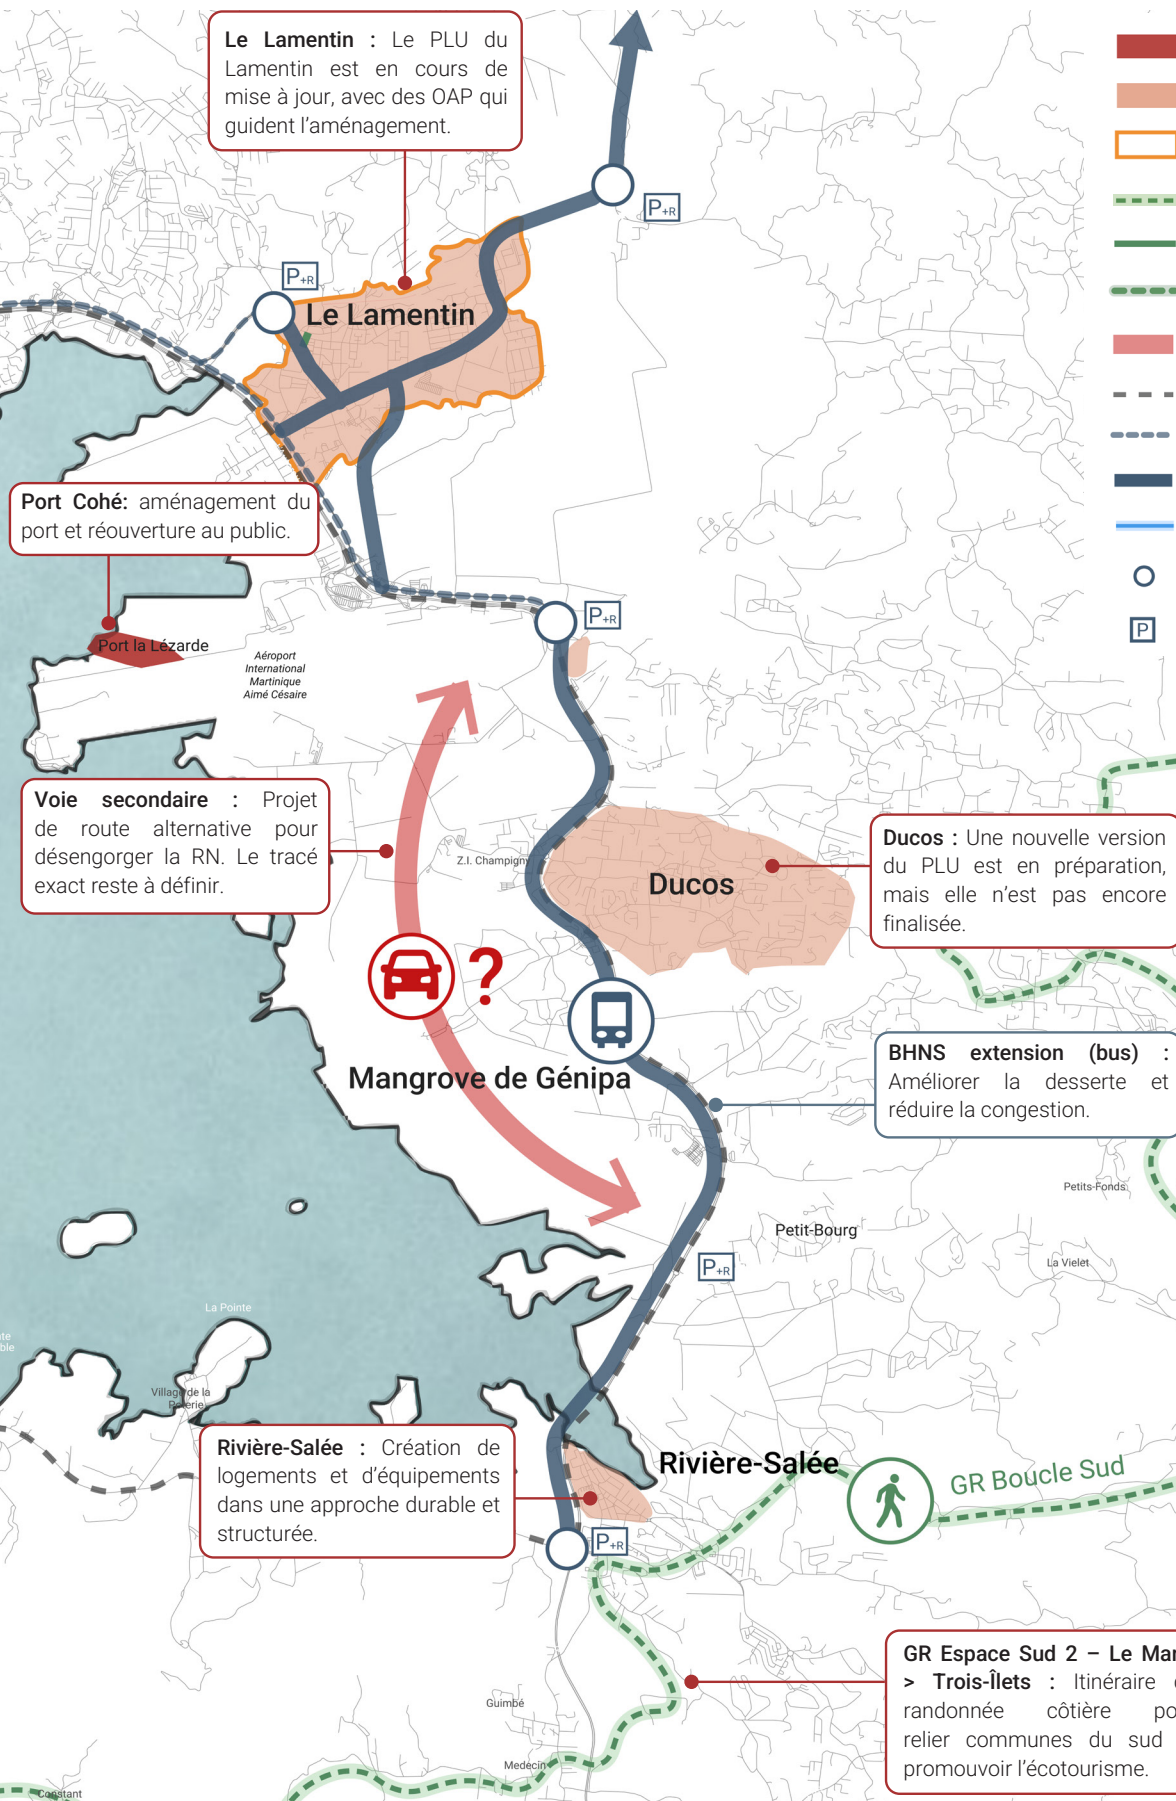 Le Lamentin : Le PLU du
Lamentin est en cours de
mise à jour, avec des OAP qui
guident l'aménagement.
P+R
P+R
Le Lamentin
Port Cohé: aménagement du
port et réouverture au public.
P+R
P
Port la Lézarde
Aéroport
International
Martinique
Aimé Césaire
Voie secondaire : Projet
de route alternative pour
désengorger la RN. Le tracé
exact reste à définir.
Z.I. Champigny
Ducos
Ducos : Une nouvelle version
du PLU est en préparation,
mais elle n'est pas encore
finalisée.
?
BHNS extension (bus) :
Améliorer la desserte et
réduire la congestion.
Mangrove de Génipa
Petits-Fonds
Petit-Bourg
La Vielet
P+R
La Pointe
Village de la
Poterie
Rivière-Salée : Création de
logements et d'équipements
dans une approche durable et
structurée.
Rivière-Salée
GR Boucle Sud
P+R
GR Espace Sud 2 – Le Mar
> Trois-Îlets : Itinéraire
randonnée côtière po
relier communes du sud
promouvoir l'écotourisme.
Guimbé
Medecin
Constant